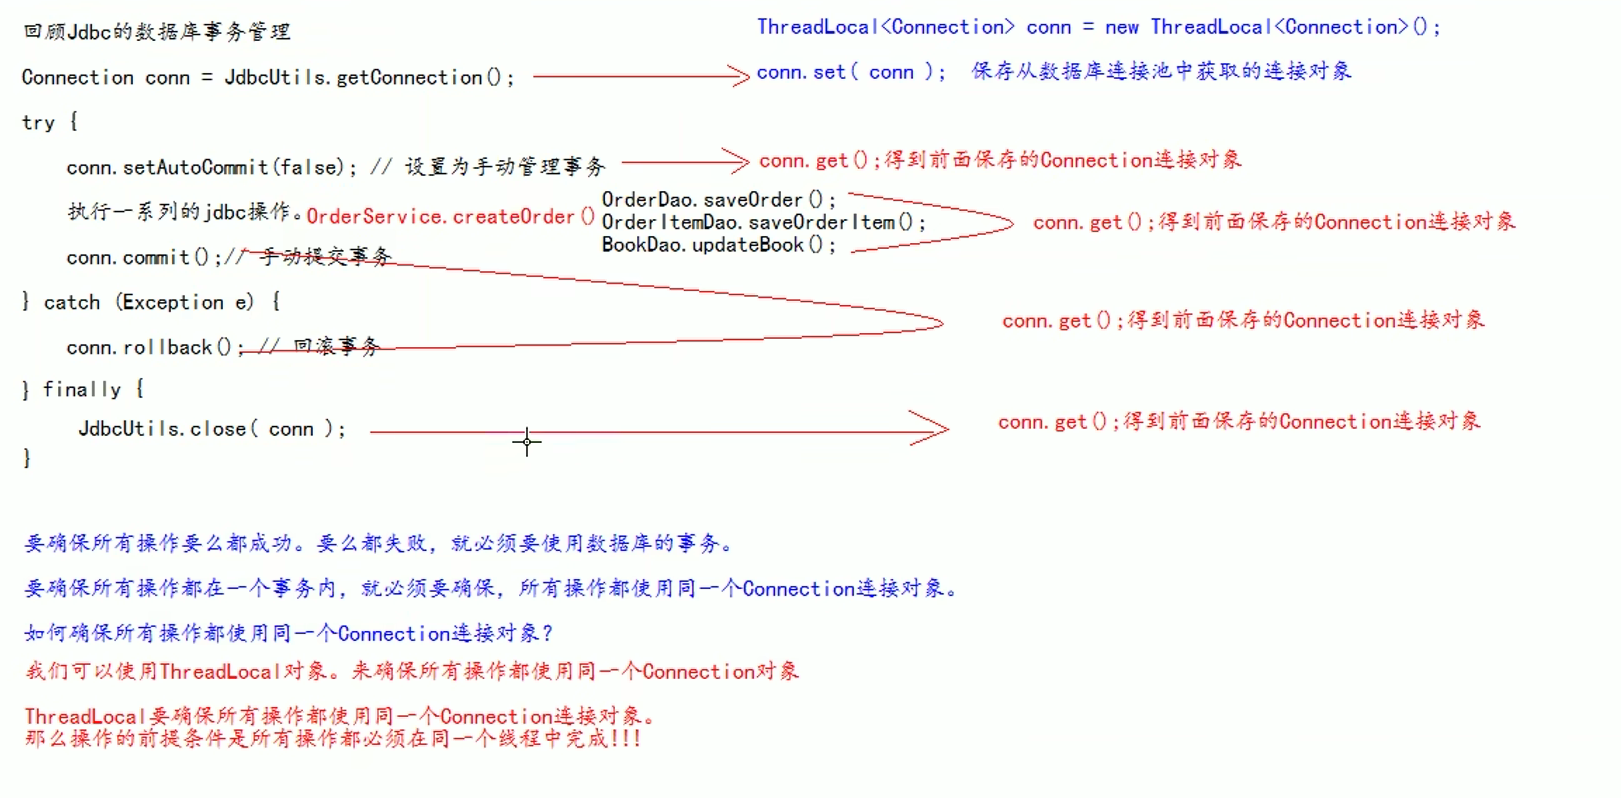 回顾Jdbc的数据库事务管理
ThreadLocal<Connection> conn = new ThreadLocal<Connection>();
Connection conn = JdbcUtils.getConnection();
conn.set( conn ); 保存从数据库连接池中获取的连接对象
try {
conn.setAutoCommit(false); // 设置为手动管理事务
conn.get();得到前面保存的Connection连接对象
执行一系列的jdbc操作。OrderService.createOrder()
OrderDao.saveOrder();
OrderItemDao.saveOrderItem();
BookDao.updateBook();
conn.get();得到前面保存的Connection连接对象
conn.commit();// 手动提交事务
} catch (Exception e) {
conn.get();得到前面保存的Connection连接对象
conn.rollback(); // 回滚事务
} finally {
JdbcUtils.close( conn );
conn.get();得到前面保存的Connection连接对象
}
要确保所有操作要么都成功。要么都失败，就必须要使用数据库的事务。
要确保所有操作都在一个事务内，就必须要确保，所有操作都使用同一个Connection连接对象。
如何确保所有操作都使用同一个Connection连接对象？
我们可以使用ThreadLocal对象。来确保所有操作都使用同一个Connection对象
ThreadLocal要确保所有操作都使用同一个Connection连接对象。
那么操作的前提条件是所有操作都必须在同一个线程中完成!!!